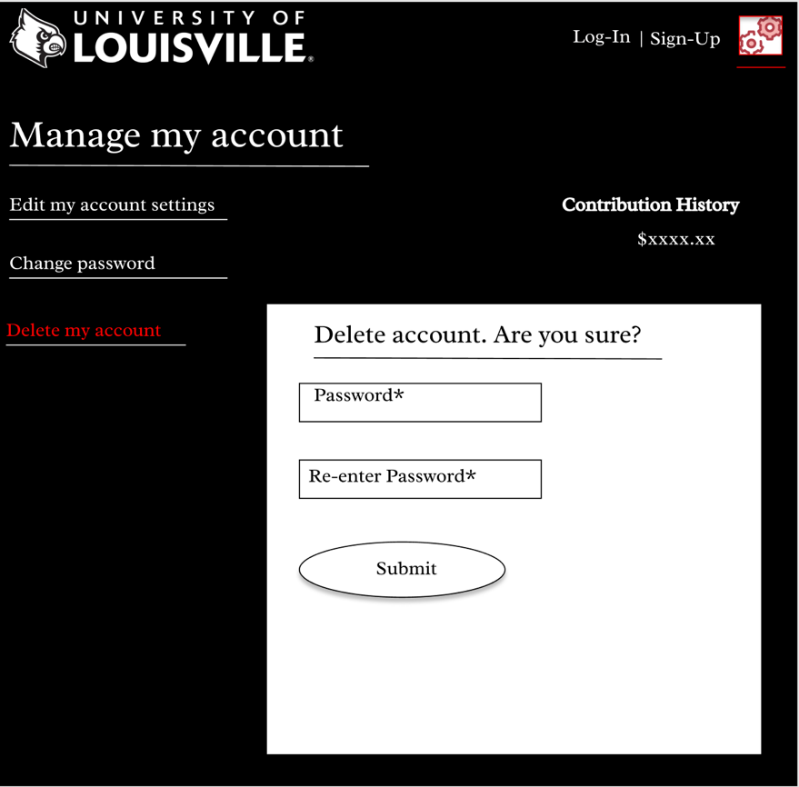 UNIVERSITY OF
LOUISVILLE®
Log-In | Sign-Up
Manage my account
Edit my account settings
Contribution History
$xxxx.xx
Change password
Delete my account
Delete account. Are you sure?
Password*
Re-enter Password*
Submit